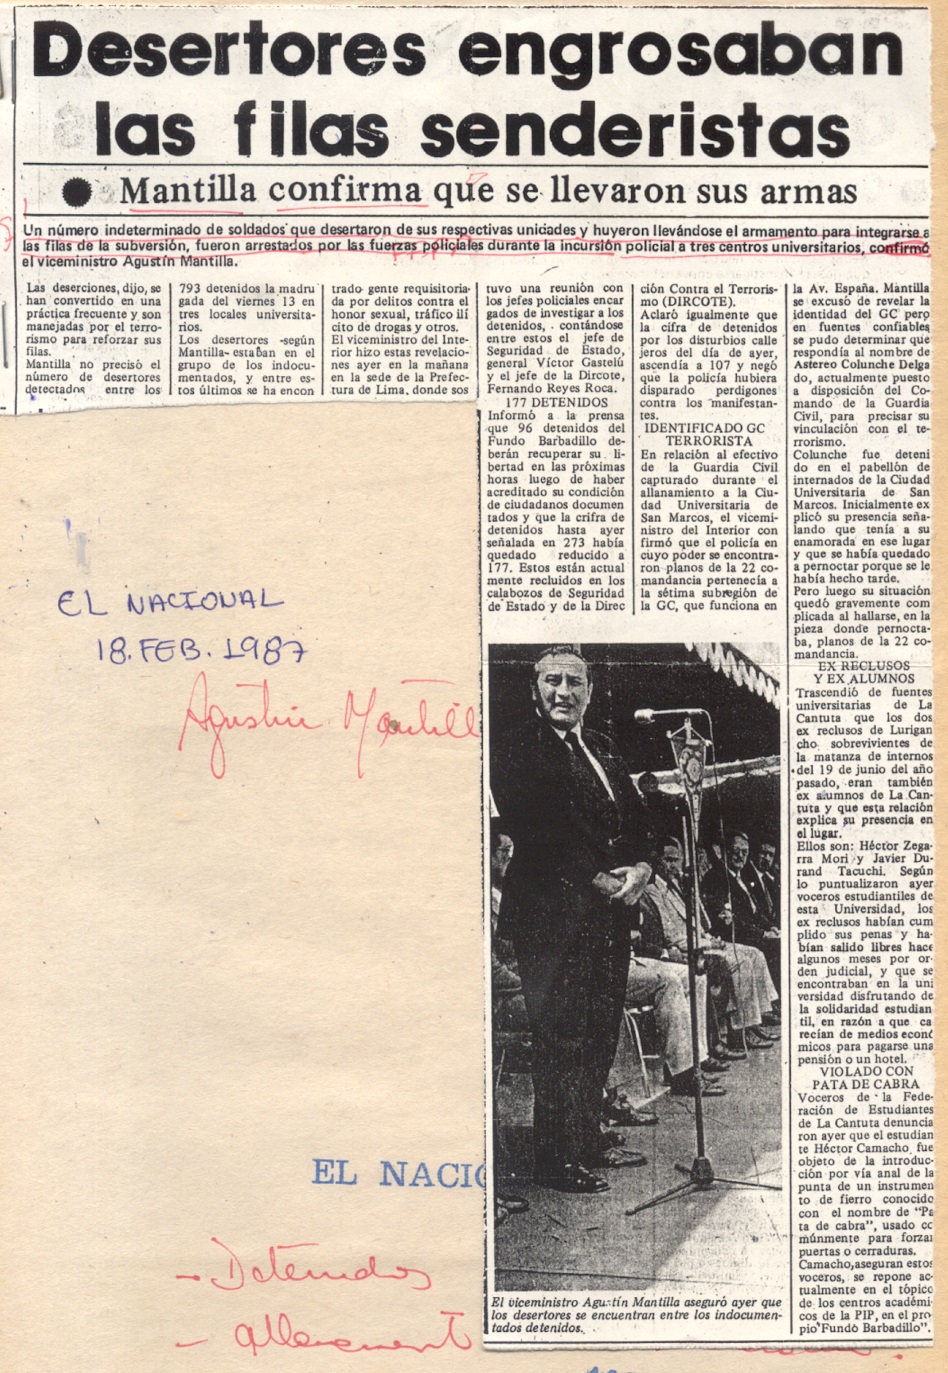 Desertores engrosaban
las filas senderistas
Mantilla confirma que se llevaron sus armas
Un número indeterminado de soldados que desertaron de sus respectivas unidades y huyeron llevándose el armamento para integrarse a
las filas de la subversión, fueron arrestados por las fuerzas policiales durante la incursión policial a tres centros universitarios, confirmó
el viceministro Agustín Mantilla.
Las deserciones, dijo, se
han convertido en una
práctica frecuente y son
manejadas por el terro-
rismo para reforzar sus
filas.
Mantilla no precisó el
número de desertores
detectados entre los
793 detenidos la madru
gada del viernes 13 en
tres locales universita-
rios.
Los desertores -según
Mantilla- estaban en el
grupo de los indocu-
mentados, y entre es-
tos últimos se ha encon
trado gente requisitoria-
da por delitos contra el
honor sexual, tráfico ilí
cito de drogas y otros.
El viceministro del Inte-
rior hizo estas revelacio-
nes ayer en la mañana
en la sede de la Prefec-
tura de Lima, donde sos
tuvo una reunión con
los jefes policiales encar
gados de investigar a los
detenidos, contándose
entre estos el jefe de
Seguridad de Estado,
general Víctor Gastelú
y el jefe de la Dircote,
Fernando Reyes Roca.
177 DETENIDOS
Informó a la prensa
que 96 detenidos del
Fundo Barbadillo de-
berán recuperar su li-
bertad en las próximas
horas luego de haber
acreditado su condición
de ciudadanos documen
tados y que la crifra de
detenidos hasta ayer
señalada en 273 había
quedado reducido a
177. Estos están actual
mente recluidos en los
calabozos de Seguridad
de Estado y de la Direc
ción Contra el Terroris-
mo (DIRCOTE).
Aclaró igualmente que
la cifra de detenidos
por los disturbios calle
jeros del día de ayer,
ascendía a 107 y negó
que la policía hubiera
disparado perdigones
contra los manifestan-
tes.
IDENTIFICADO GC
TERRORISTA
En relación al efectivo
de la Guardia Civil
capturado durante el
allanamiento a la Ciu-
dad Universitaria de
San Marcos, el viceminis-
tro del Interior con
firmó que el policía en
cuyo poder se encontra-
ron planos de la 22 co-
mandancia pertenecía a
la sétima subregión de
la GC, que funciona en
la Av. España. Mantilla
se excusó de revelar la
identidad del GC pero
en fuentes confiables
se pudo determinar que
respondía al nombre de
Astereo Colunche Delga
do, actualmente puesto
a disposición del Co-
mando de la Guardia
Civil, para precisar su
vinculación con el te-
rrorismo.
Colunche fue deteni
do en el pabellón de
internados de la Ciudad
Universitaria de San
Marcos. Inicialmente ex
plicó su presencia seña-
lando que tenía a su
enamorada en ese lugar
y que se había quedado
a pernoctar porque se le
había hecho tarde.
Pero luego su situación
quedó gravemente com
plicada al hallarse, en la
pieza donde pernocta-
ba, planos de la 22 co-
mandancia.
EX RECLUSOS
Y EX ALUMNOS
Trascendió de fuentes
universitarias de La
Cantuta que los dos
ex reclusos de Lurigan
cho sobrevivientes de
la matanza de internos
del 19 de junio del año
pasado, eran también
ex alumnos de La Can-
tuta y que esta relación
explica su presencia en
el lugar.
Ellos son: Héctor Zega-
rra Mori y Javier Du-
rand Tacuchi. Según
lo puntualizaron ayer
voceros estudiantiles de
esta Universidad, los
ex reclusos habían cum
plido sus penas y ha-
bían salido libres hace
algunos meses por or-
den judicial, y que se
encontraban en la uni
versidad disfrutando de
la solidaridad estudian-
til, en razón a que ca
recían de medios econó
micos para pagarse una
pensión o un hotel.
VIOLADO CON
PATA DE CABRA
Voceros de la Fede-
ración de Estudiantes
de La Cantuta denuncia
ron ayer que el estudian
te Héctor Camacho fue
objeto de la introduc-
ción por vía anal de la
punta de un instrumen
to de fierro conocido
con el nombre de "Pa
ta de cabra", usado co
múnmente para forzar
puertas o cerraduras.
Camacho, aseguran estos
voceros, se repone ac-
tualmente en el tópico
de los centros académi-
cos de la PIP, en el pro
pio "Fundo Barbadillo".
El viceministro Agustín Mantilla aseguró ayer que
los desertores se encuentran entre los indocumen-
tados detenidos.
EL NACIONAL
18.FEB.1987
Agustín Mantill
EL NACIO
- Detenidos